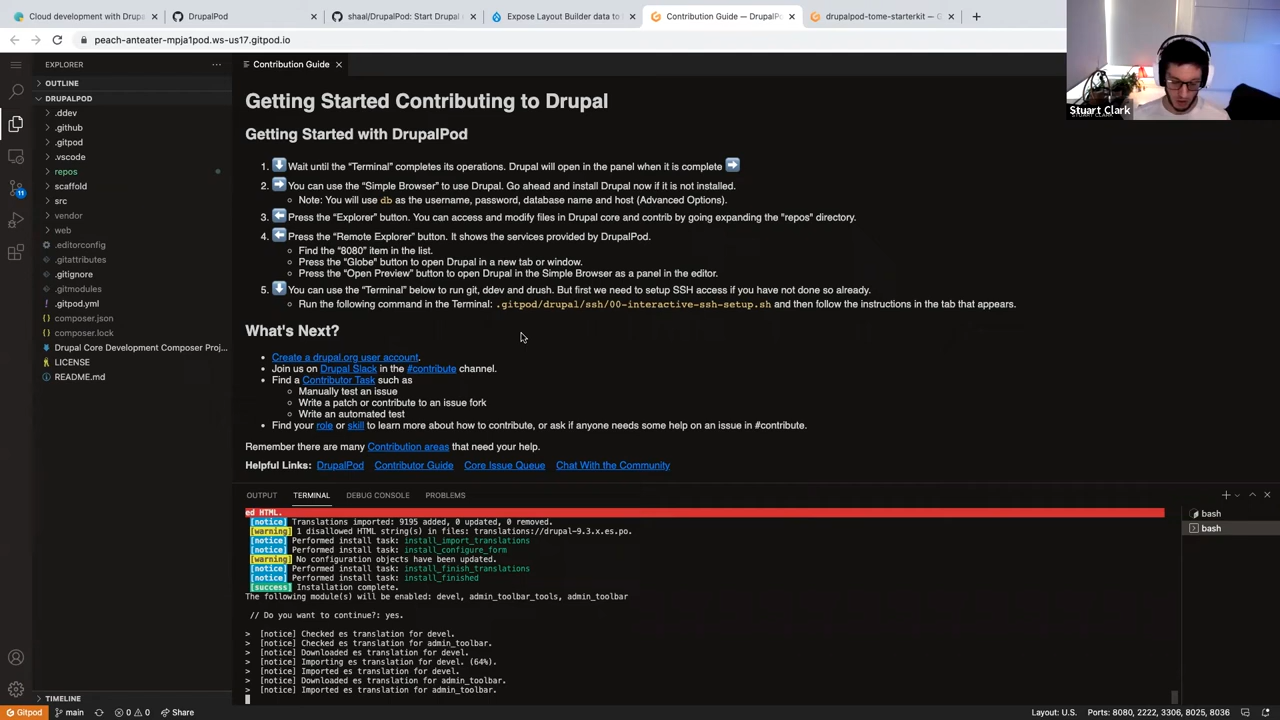 Cloud development with Drupa
DrupalPod
shaal/DrupalPod: Start Drupal
Expose Layout Builder data to
Contribution Guide — DrupalPo
drupalpod-tome-starterkit — G
peach-anteater-mpja1pod.ws-us17.gitpod.io
Stuart Clark
STUART CLARK
EXPLORER
OUTLINE
DRUPALPOD
.ddev
.github
.gitpod
.vscode
repos
scaffold
src
vendor
web
.editorconfig
.gitattributes
.gitignore
.gitmodules
.gitpod.yml
composer.json
composer.lock
Drupal Core Development Composer Proj...
LICENSE
README.md
TIMELINE
11
Contribution Guide
Getting Started Contributing to Drupal
Getting Started with DrupalPod
1. Wait until the “Terminal” completes its operations. Drupal will open in the panel when it is complete
2. You can use the “Simple Browser” to use Drupal. Go ahead and install Drupal now if it is not installed.
Note: You will use db as the username, password, database name and host (Advanced Options).
3. Press the “Explorer” button. You can access and modify files in Drupal core and contrib by going expanding the "repos" directory.
4. Press the “Remote Explorer” button. It shows the services provided by DrupalPod.
Find the “8080” item in the list.
Press the "Globe" button to open Drupal in a new tab or window.
Press the "Open Preview" button to open Drupal in the Simple Browser as a panel in the editor.
5. You can use the “Terminal” below to run git, ddev and drush. But first we need to setup SSH access if you have not done so already.
Run the following command in the Terminal: .gitpod/drupal/ssh/00-interactive-ssh-setup.sh and then follow the instructions in the tab that appears.
What's Next?
Create a drupal.org user account.
Join us on Drupal Slack in the #contribute channel.
Find a Contributor Task such as
Manually test an issue
Write a patch or contribute to an issue fork
Write an automated test
Find your role or skill to learn more about how to contribute, or ask if anyone needs some help on an issue in #contribute.
Remember there are many Contribution areas that need your help.
Helpful Links: DrupalPod Contributor Guide Core Issue Queue Chat With the Community
OUTPUT TERMINAL DEBUG CONSOLE PROBLEMS
ed HTML.
[notice] Translations imported: 9195 added, 0 updated, 0 removed.
[warning] 1 disallowed HTML string(s) in files: translations://drupal-9.3.x.es.po.
[notice] Performed install task: install_import_translations
[notice] Performed install task: install_configure_form
[warning] No configuration objects have been updated.
[notice] Performed install task: install_finish_translations
[notice] Performed install task: install_finished
[success] Installation complete.
The following module(s) will be enabled: devel, admin_toolbar_tools, admin_toolbar
// Do you want to continue?: yes.
> [notice] Checked es translation for devel.
> [notice] Checked es translation for admin_toolbar.
> [notice] Downloaded es translation for devel.
> [notice] Importing es translation for devel. (64%).
> [notice] Imported es translation for devel.
> [notice] Downloaded es translation for admin_toolbar.
> [notice] Imported es translation for admin_toolbar.
bash
bash
Gitpod main 0 0 Share
Layout: U.S. Ports: 8080, 2222, 3306, 8025, 8036